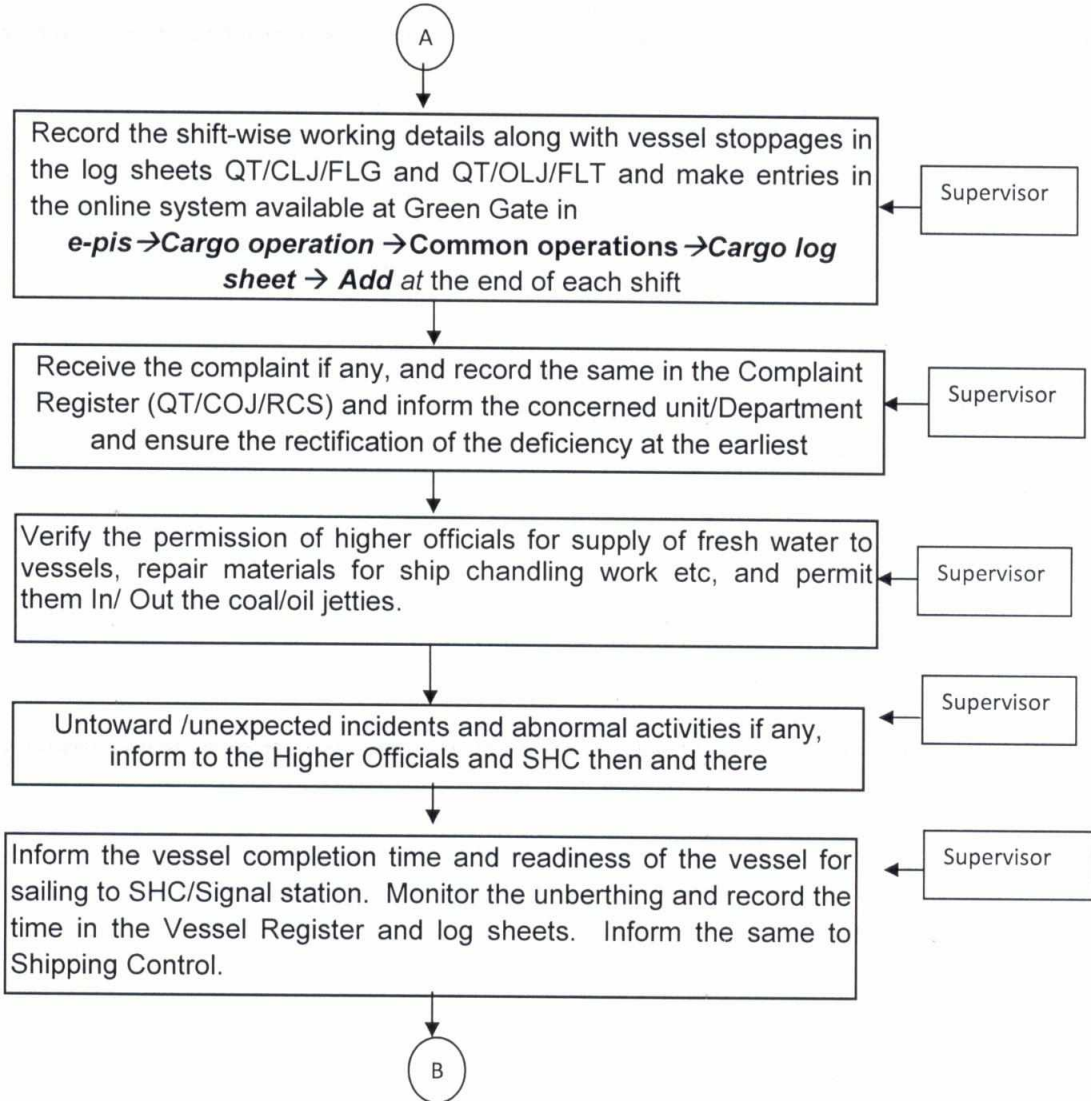 A
Record the shift-wise working details along with vessel stoppages in
the log sheets QT/CLJ/FLG and QT/OLJ/FLT and make entries in
the online system available at Green Gate in
e-pis→Cargo operation →Common operations→Cargo log
sheet → Add at the end of each shift
Supervisor
Receive the complaint if any, and record the same in the Complaint
Register (QT/COJ/RCS) and inform the concerned unit/Department
and ensure the rectification of the deficiency at the earliest
Supervisor
Verify the permission of higher officials for supply of fresh water to
vessels, repair materials for ship chandling work etc, and permit
them In/ Out the coal/oil jetties.
Supervisor
Untoward /unexpected incidents and abnormal activities if any,
inform to the Higher Officials and SHC then and there
Supervisor
Inform the vessel completion time and readiness of the vessel for
sailing to SHC/Signal station. Monitor the unberthing and record the
time in the Vessel Register and log sheets. Inform the same to
Shipping Control.
Supervisor
B